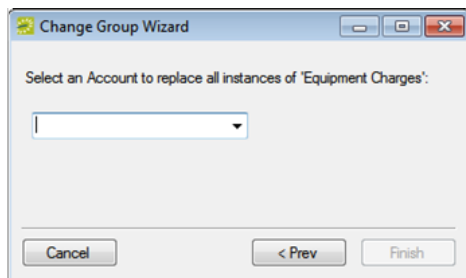 Change Group Wizard
Select an Account to replace all instances of 'Equipment Charges':
Cancel
< Prev
Finish